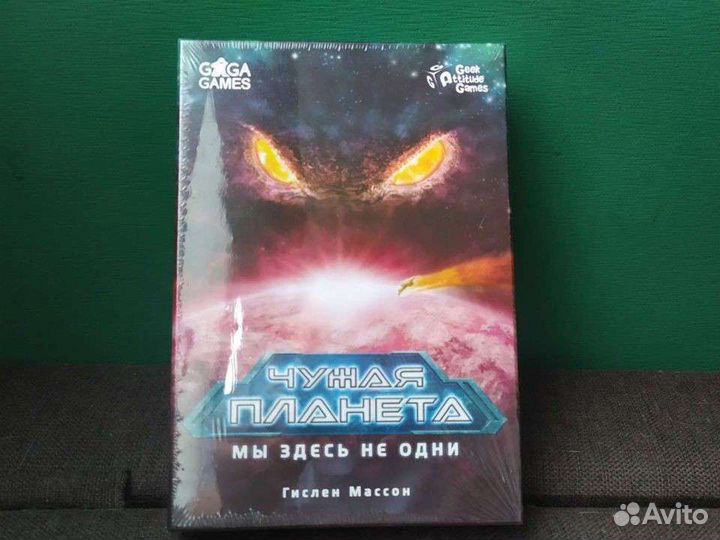 GAGA
GAMES
Geek
Attitude
Games
ЧУЖАЯ
ПЛАНЕТА
МЫ ЗДЕСЬ НЕ ОДНИ
Гислен Массон
Avito